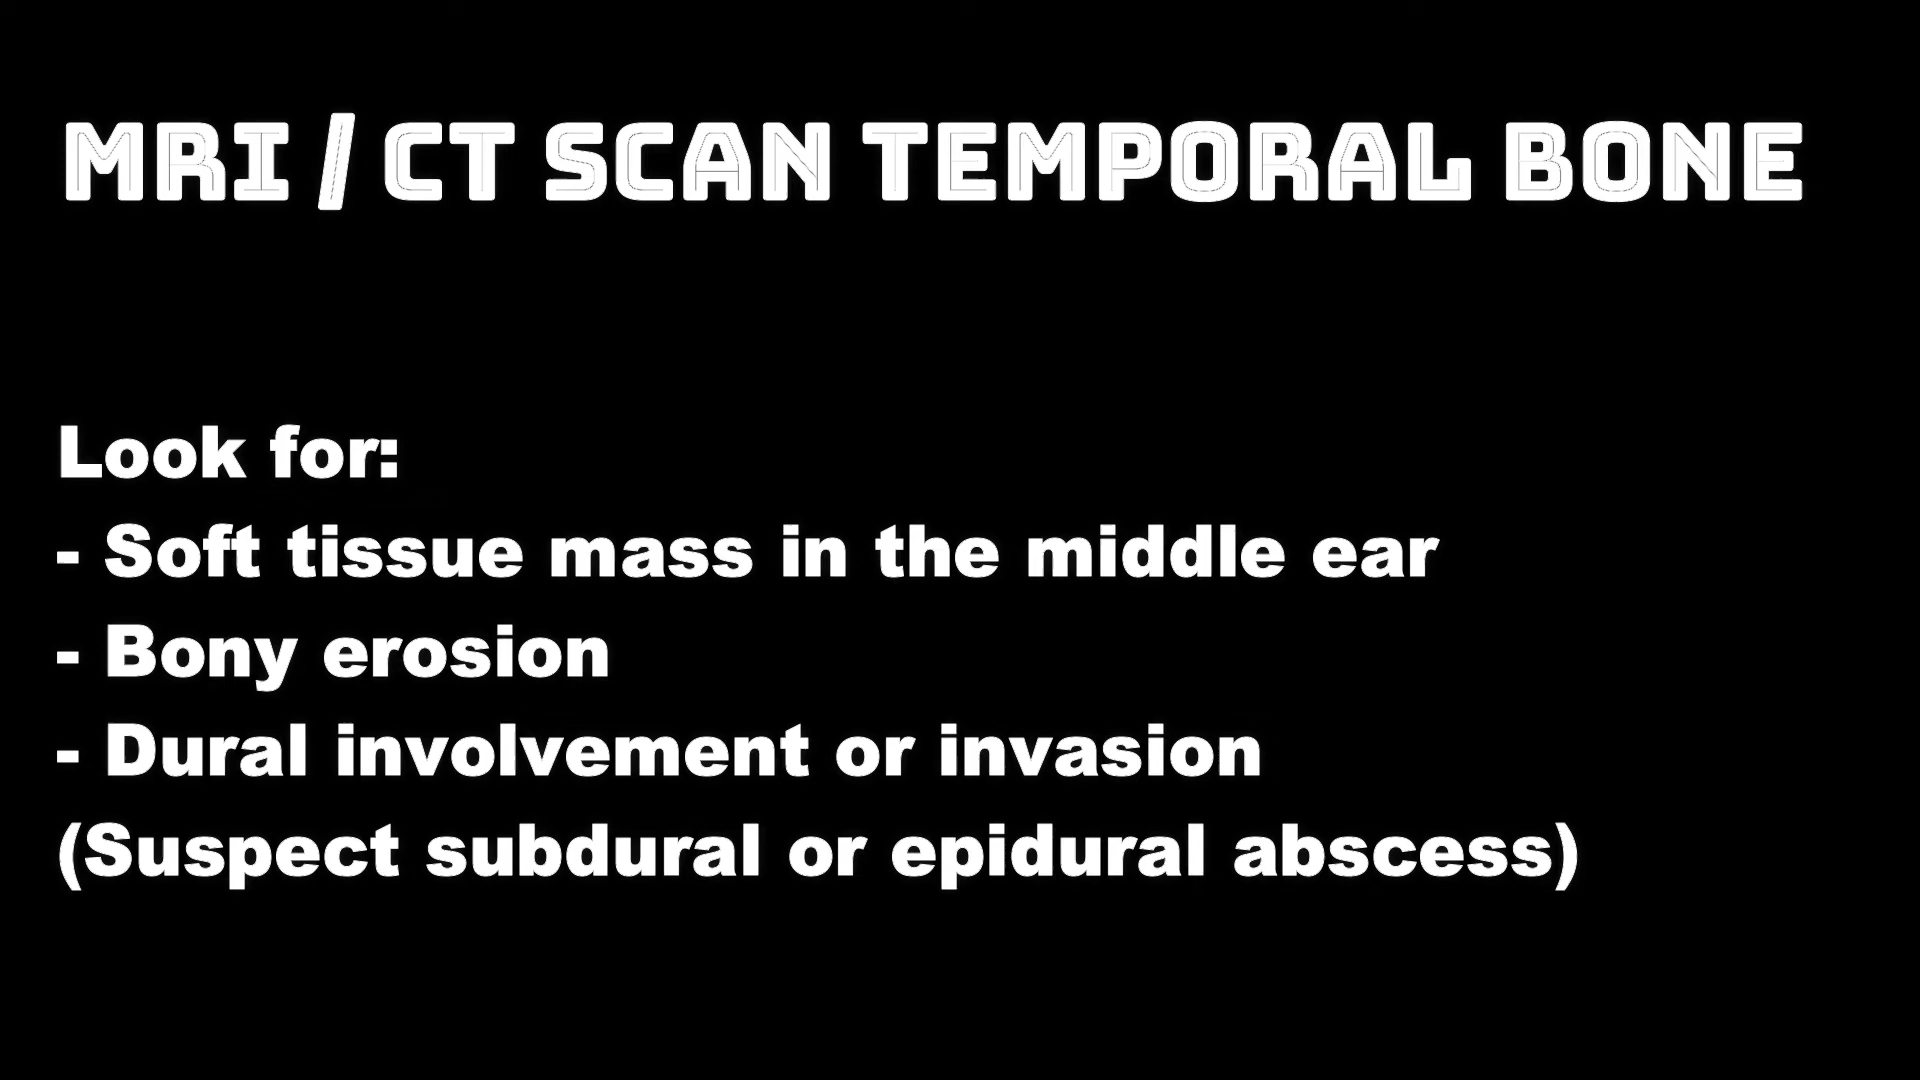 MRI / CT SCAN TEMPORAL BONE
Look for:
- Soft tissue mass in the middle ear
- Bony erosion
- Dural involvement or invasion
(Suspect subdural or epidural abscess)